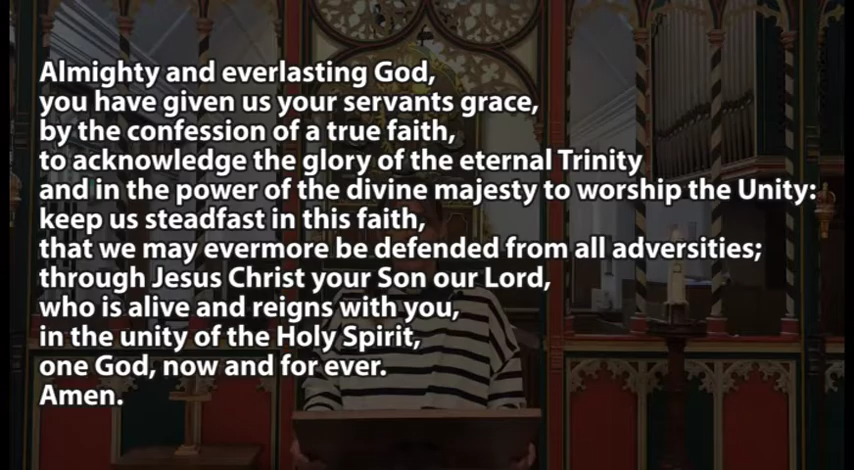 Almighty and everlasting God,
you have given us your servants grace,
by the confession of a true faith,
to acknowledge the glory of the eternal Trinity
and in the power of the divine majesty to worship the Unity:
keep us steadfast in this faith,
that we may evermore be defended from all adversities;
through Jesus Christ your Son our Lord,
who is alive and reigns with you,
in the unity of the Holy Spirit,
one God, now and for ever.
Amen.